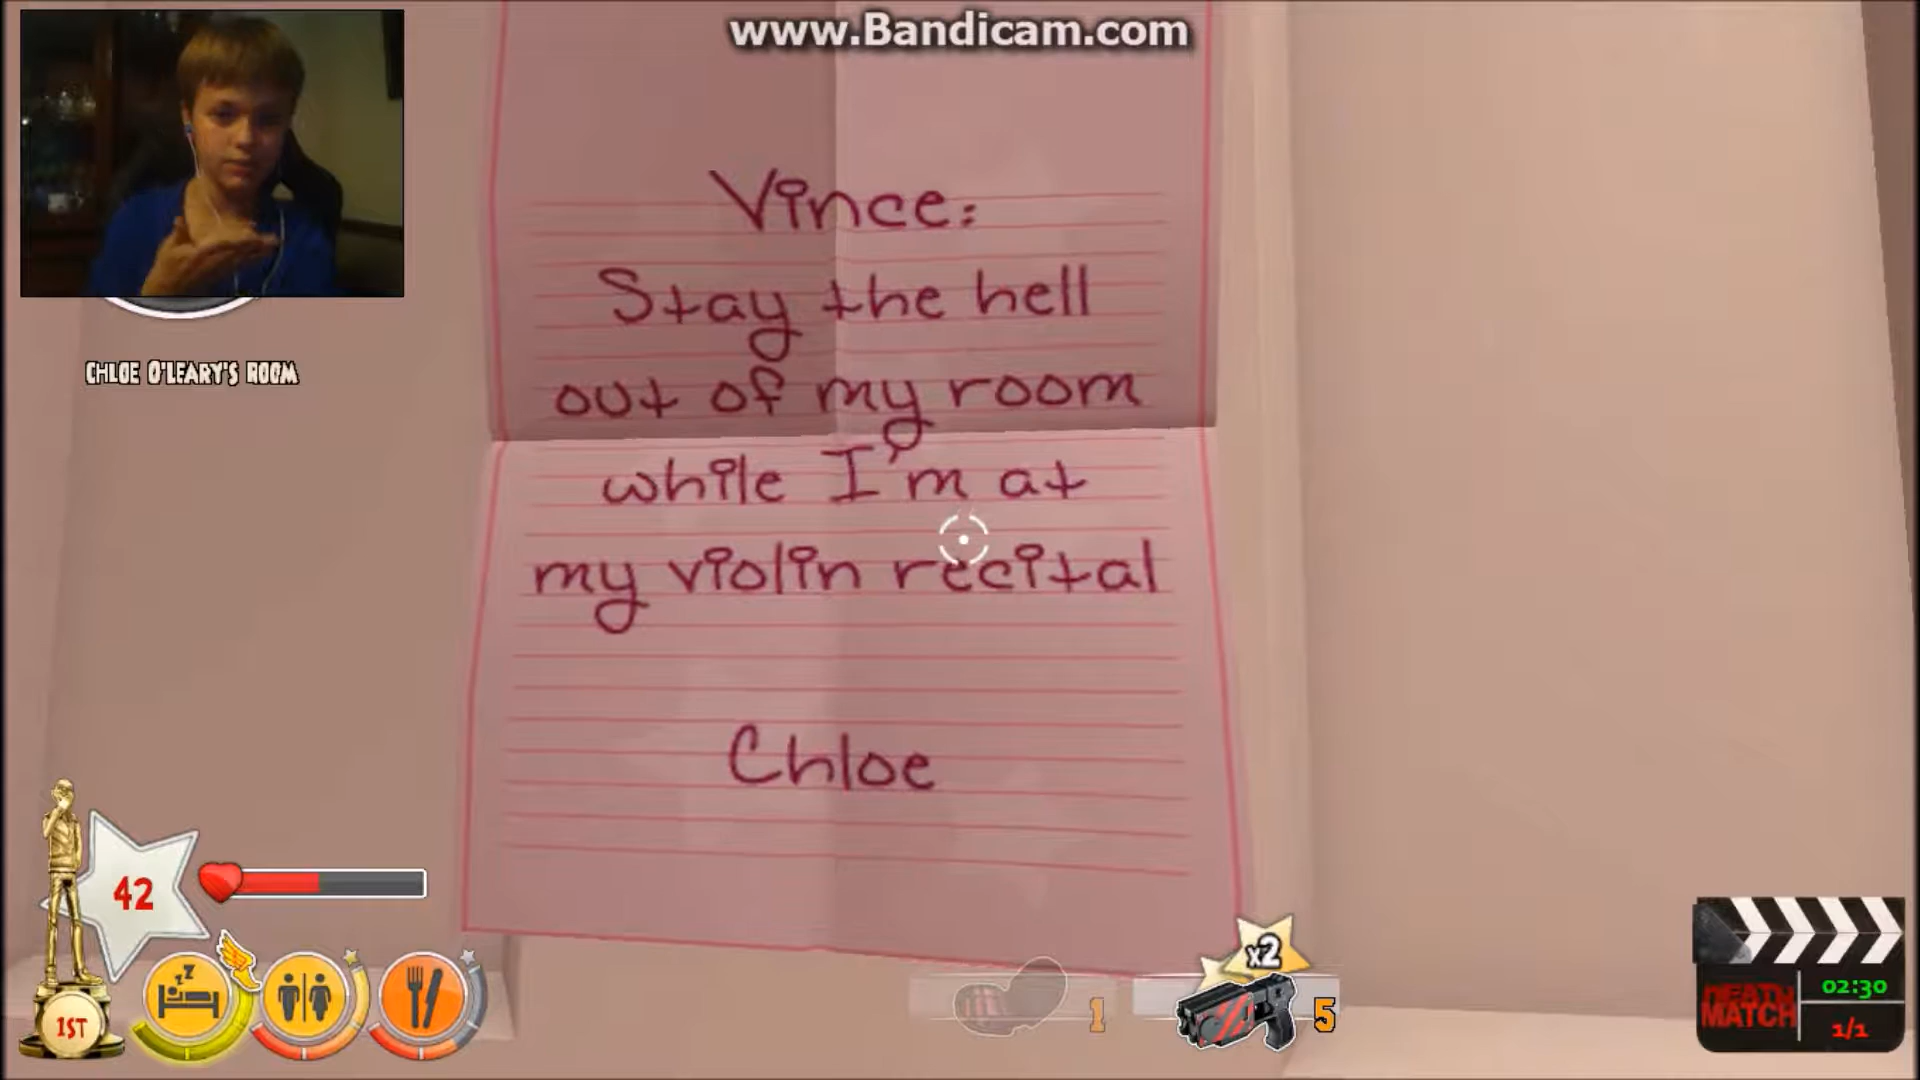 www.Bandicam.com
Vince:
Stay the hell
out of my room
while I'm at
my violin recital
Chloe
CHLOE O'LEARY'S ROOM
42
1ST
zzz
1
x2
5
DEATH
MATCH
02:30
1/1